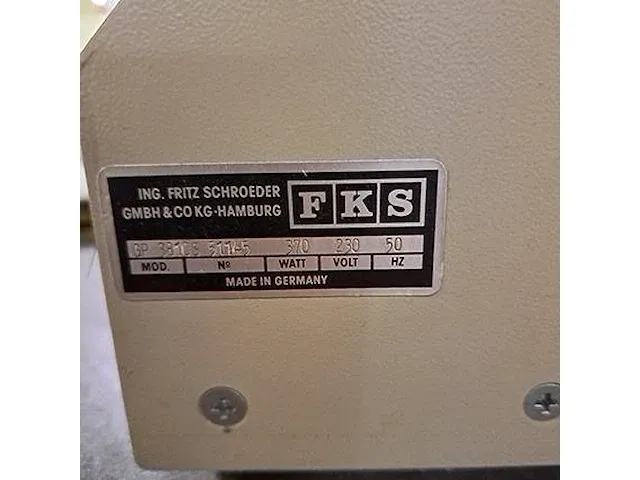 ING. FRITZ SCHROEDER
GMBH & CO KG·HAMBURG
FKS
GP 370 230 50
MOD. Nº WATT VOLT HZ
MADE IN GERMANY